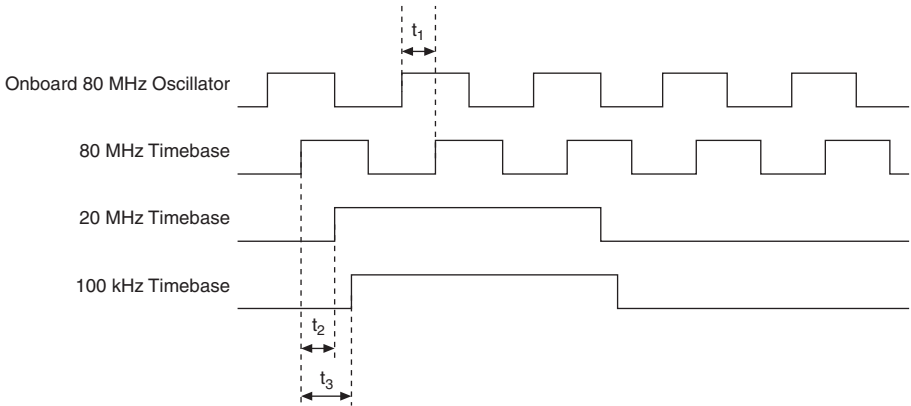 t₁
Onboard 80 MHz Oscillator
80 MHz Timebase
20 MHz Timebase
100 kHz Timebase
t₂
t₃